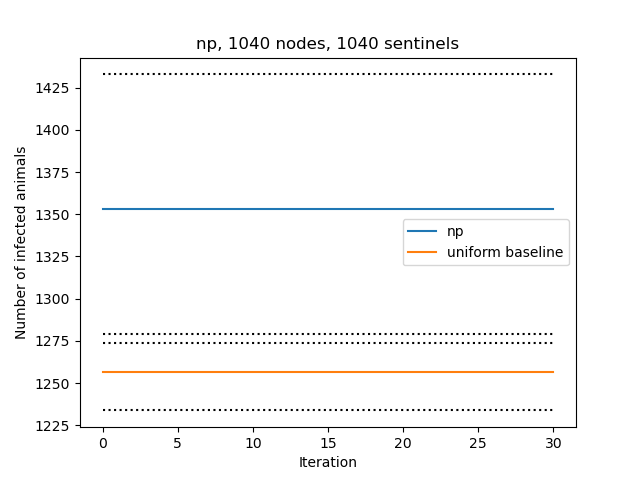 np, 1040 nodes, 1040 sentinels
Number of infected animals
1425
1400
1375
1350
1325
1300
1275
1250
1225
np
uniform baseline
0 5 10 15 20 25 30
Iteration